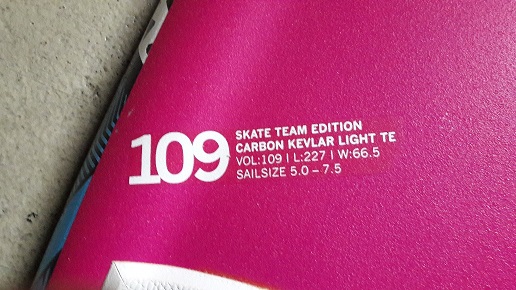 109
SKATE TEAM EDITION
CARBON KEVLAR LIGHT TE
VOL:109 | L:227 | W:66.5
SAILSIZE 5.0 – 7.5